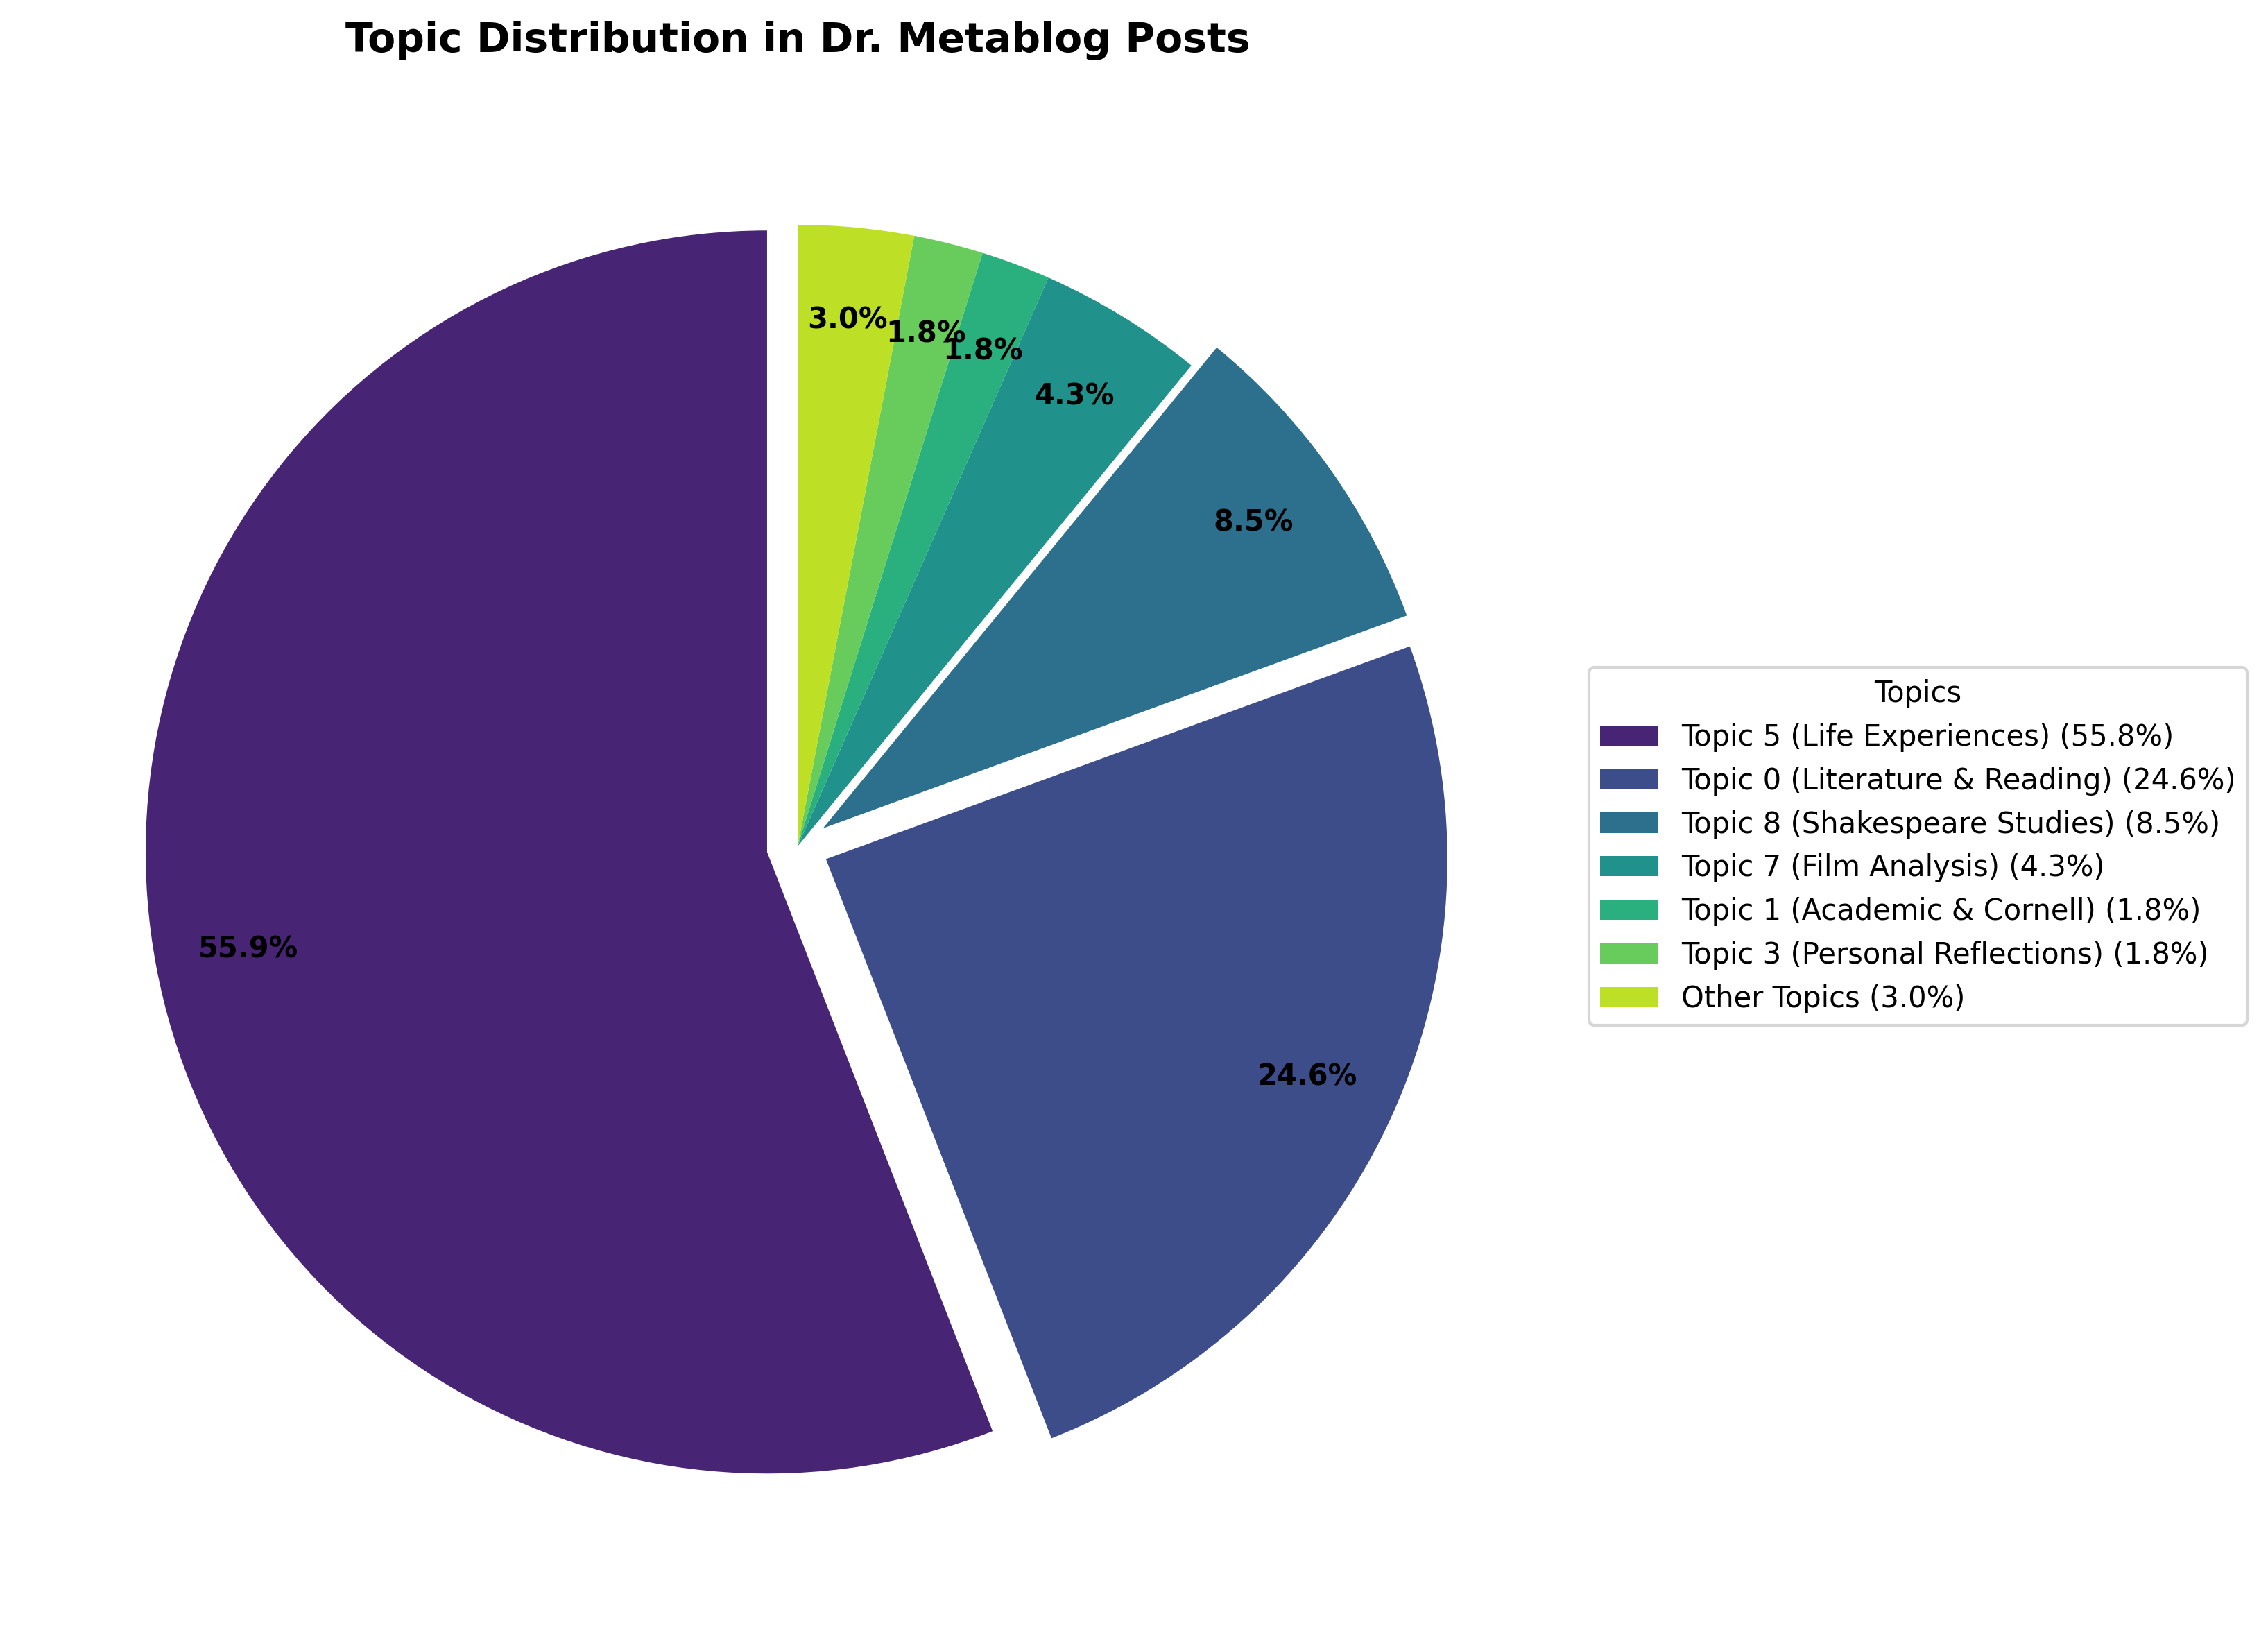 Topic Distribution in Dr. Metablog Posts
3.0%
1.8%
1.8%
4.3%
8.5%
55.9%
24.6%
Topics
Topic 5 (Life Experiences) (55.8%)
Topic 0 (Literature & Reading) (24.6%)
Topic 8 (Shakespeare Studies) (8.5%)
Topic 7 (Film Analysis) (4.3%)
Topic 1 (Academic & Cornell) (1.8%)
Topic 3 (Personal Reflections) (1.8%)
Other Topics (3.0%)